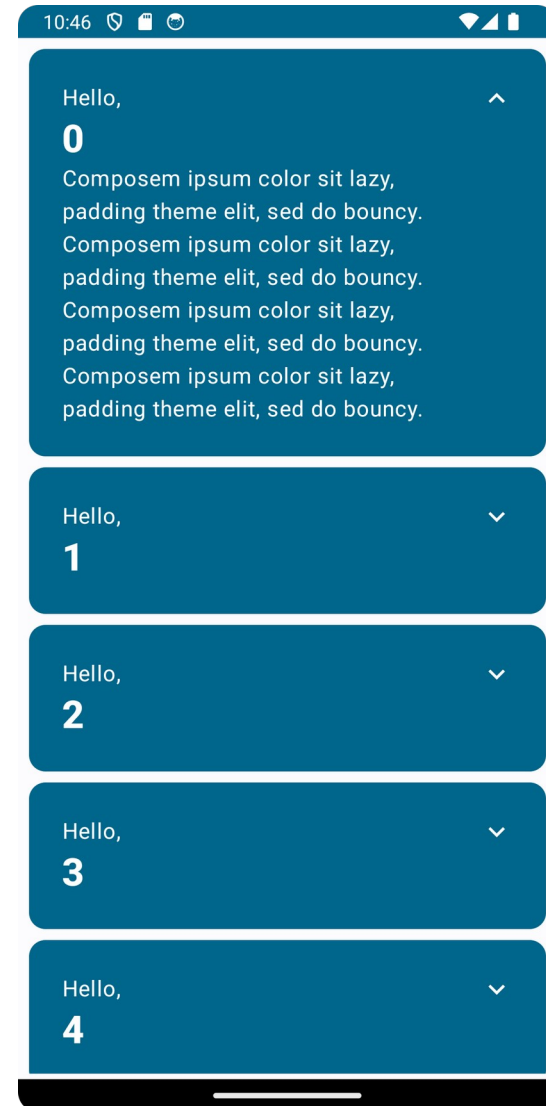 10:46
Hello,
0
Composem ipsum color sit lazy,
padding theme elit, sed do bouncy.
Composem ipsum color sit lazy,
padding theme elit, sed do bouncy.
Composem ipsum color sit lazy,
padding theme elit, sed do bouncy.
Composem ipsum color sit lazy,
padding theme elit, sed do bouncy.
Hello,
1
Hello,
2
Hello,
3
Hello,
4